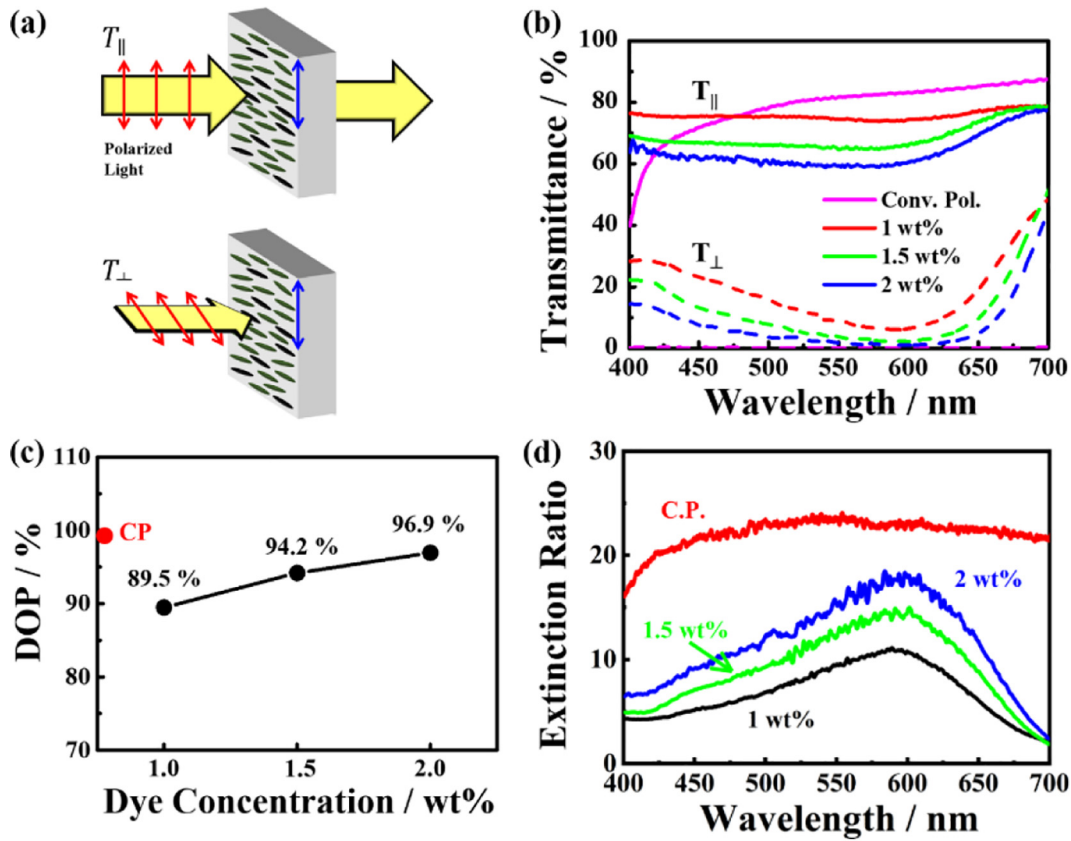 (a)
T∥
Polarized
Light
T⊥
(b)
100
80
60
40
20
0
Transmittance / %
T∥
Conv. Pol.
1 wt%
1.5 wt%
2 wt%
T⊥
400 450 500 550 600 650 700
Wavelength / nm
(c)
110
100
90
80
70
DOP / %
CP
89.5 %
94.2 %
96.9 %
1.0 1.5 2.0
Dye Concentration / wt%
(d)
30
20
10
0
Extinction Ratio
C.P.
2 wt%
1.5 wt%
1 wt%
400 450 500 550 600 650 700
Wavelength / nm